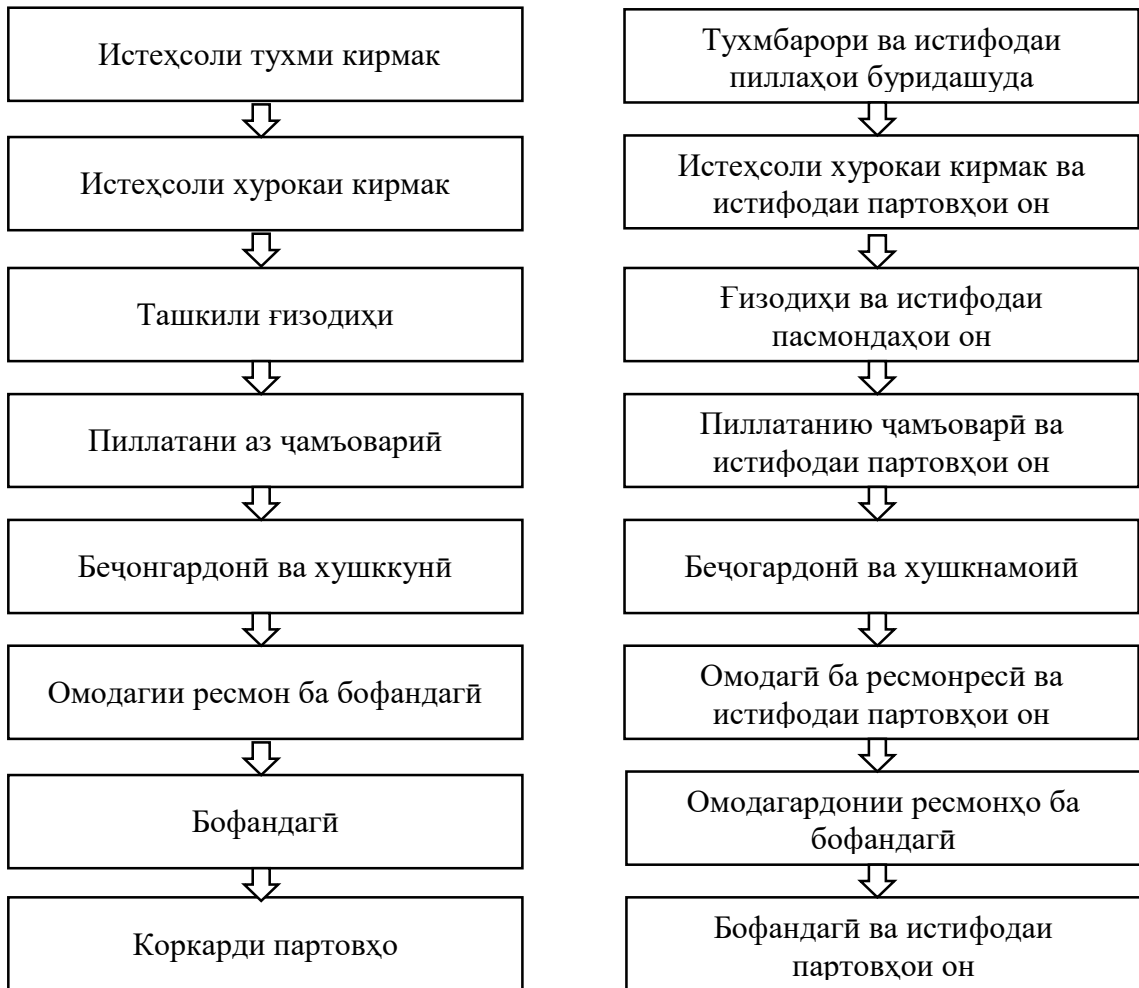 Истеҳсоли тухми кирмак
Истеҳсоли хурокаи кирмак
Ташкили ғизодиҳи
Пиллатани аз ҷамъоварий
Беҷонгардонӣ ва хушккунӣ
Омодагии ресмон ба бофандагӣ
Бофандагӣ
Коркарди партовҳо
Тухмбарори ва истифодаи
пиллаҳои буридашуда
Истеҳсоли хурокаи кирмак ва
истифодаи партовҳои он
Ғизодиҳи ва истифодаи
пасмондаҳои он
Пиллатанию ҷамъоварӣ ва
истифодаи партовҳои он
Беҷогардонӣ ва хушкнамоиӣ
Омодагӣ ба ресмонресӣ ва
истифодаи партовҳои он
Омодагардонии ресмонҳо ба
бофандагӣ
Бофандагӣ ва истифодаи
партовҳои он